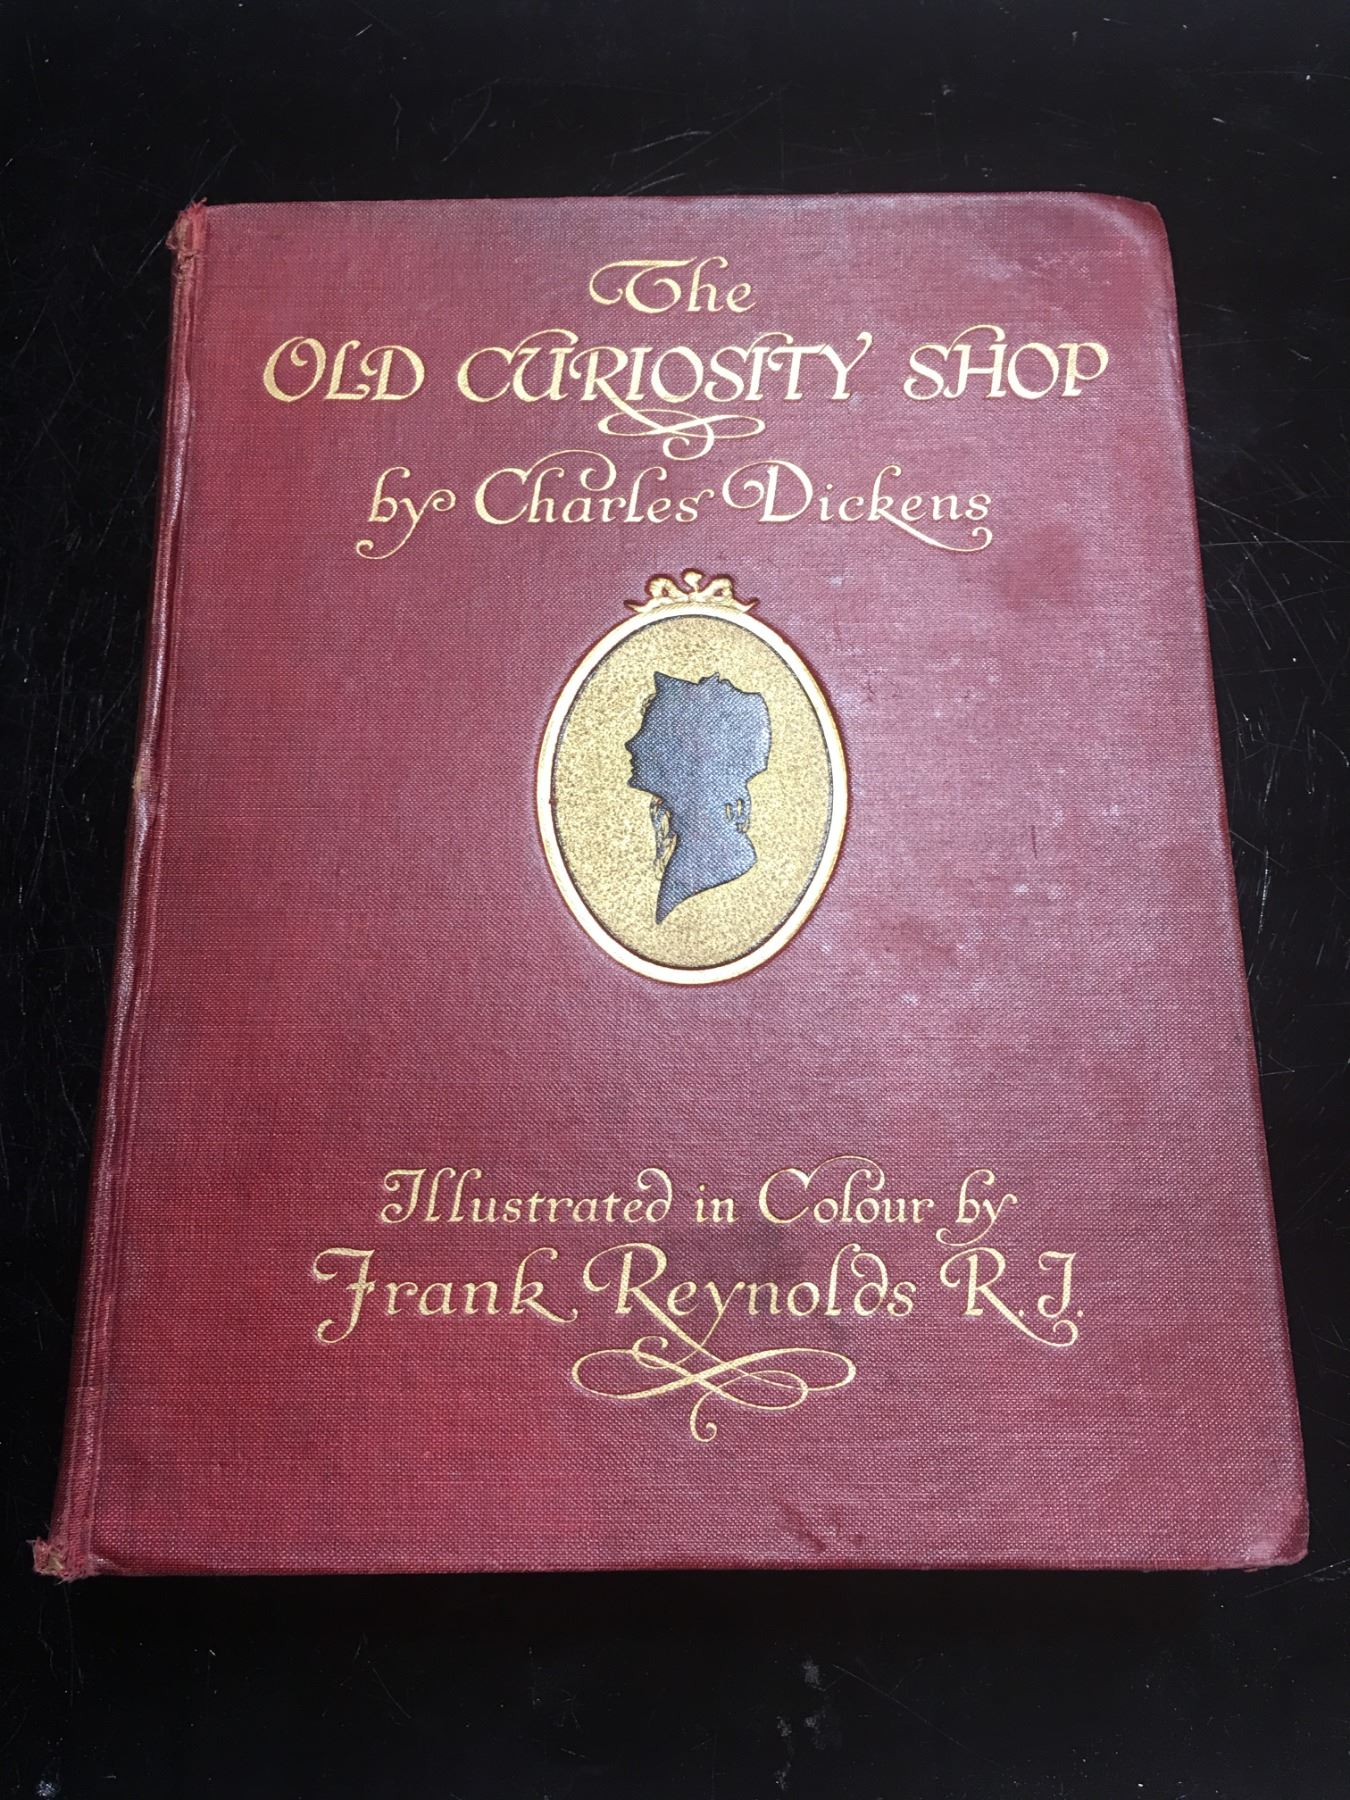 The
OLD CURIOSITY SHOP
by Charles Dickens
Illustrated in Colour by
Frank Reynolds R.I.